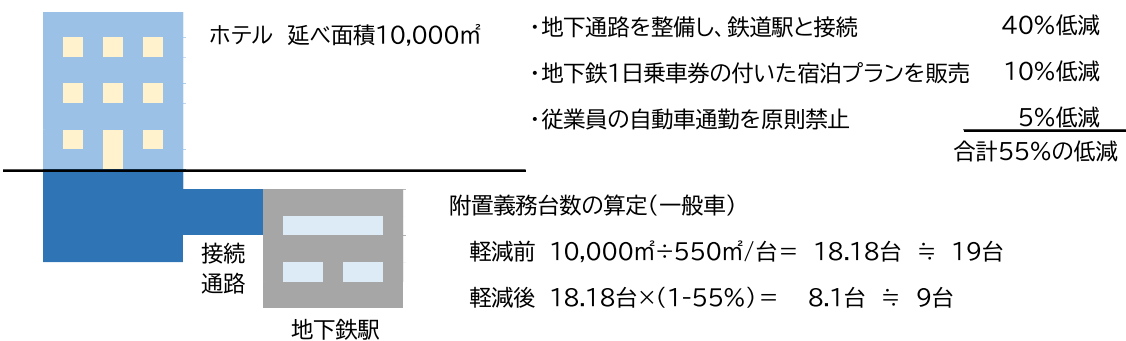 ホテル 延べ面積10,000㎡
・地下通路を整備し、鉄道駅と接続 40%低減
・地下鉄1日乗車券の付いた宿泊プランを販売 10%低減
・従業員の自動車通勤を原則禁止 5%低減
合計55%の低減
附置義務台数の算定（一般車）
軽減前 10,000㎡÷550㎡/台＝ 18.18台 ≒ 19台
軽減後 18.18台×(1-55%)＝ 8.1台 ≒ 9台
接続
通路
地下鉄駅